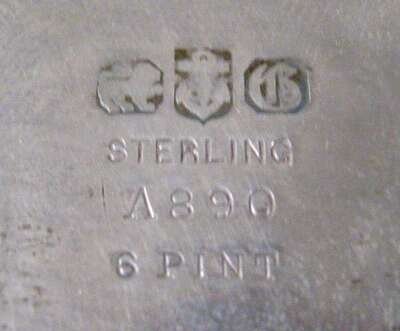 G
STERLING
A890
6 PINT